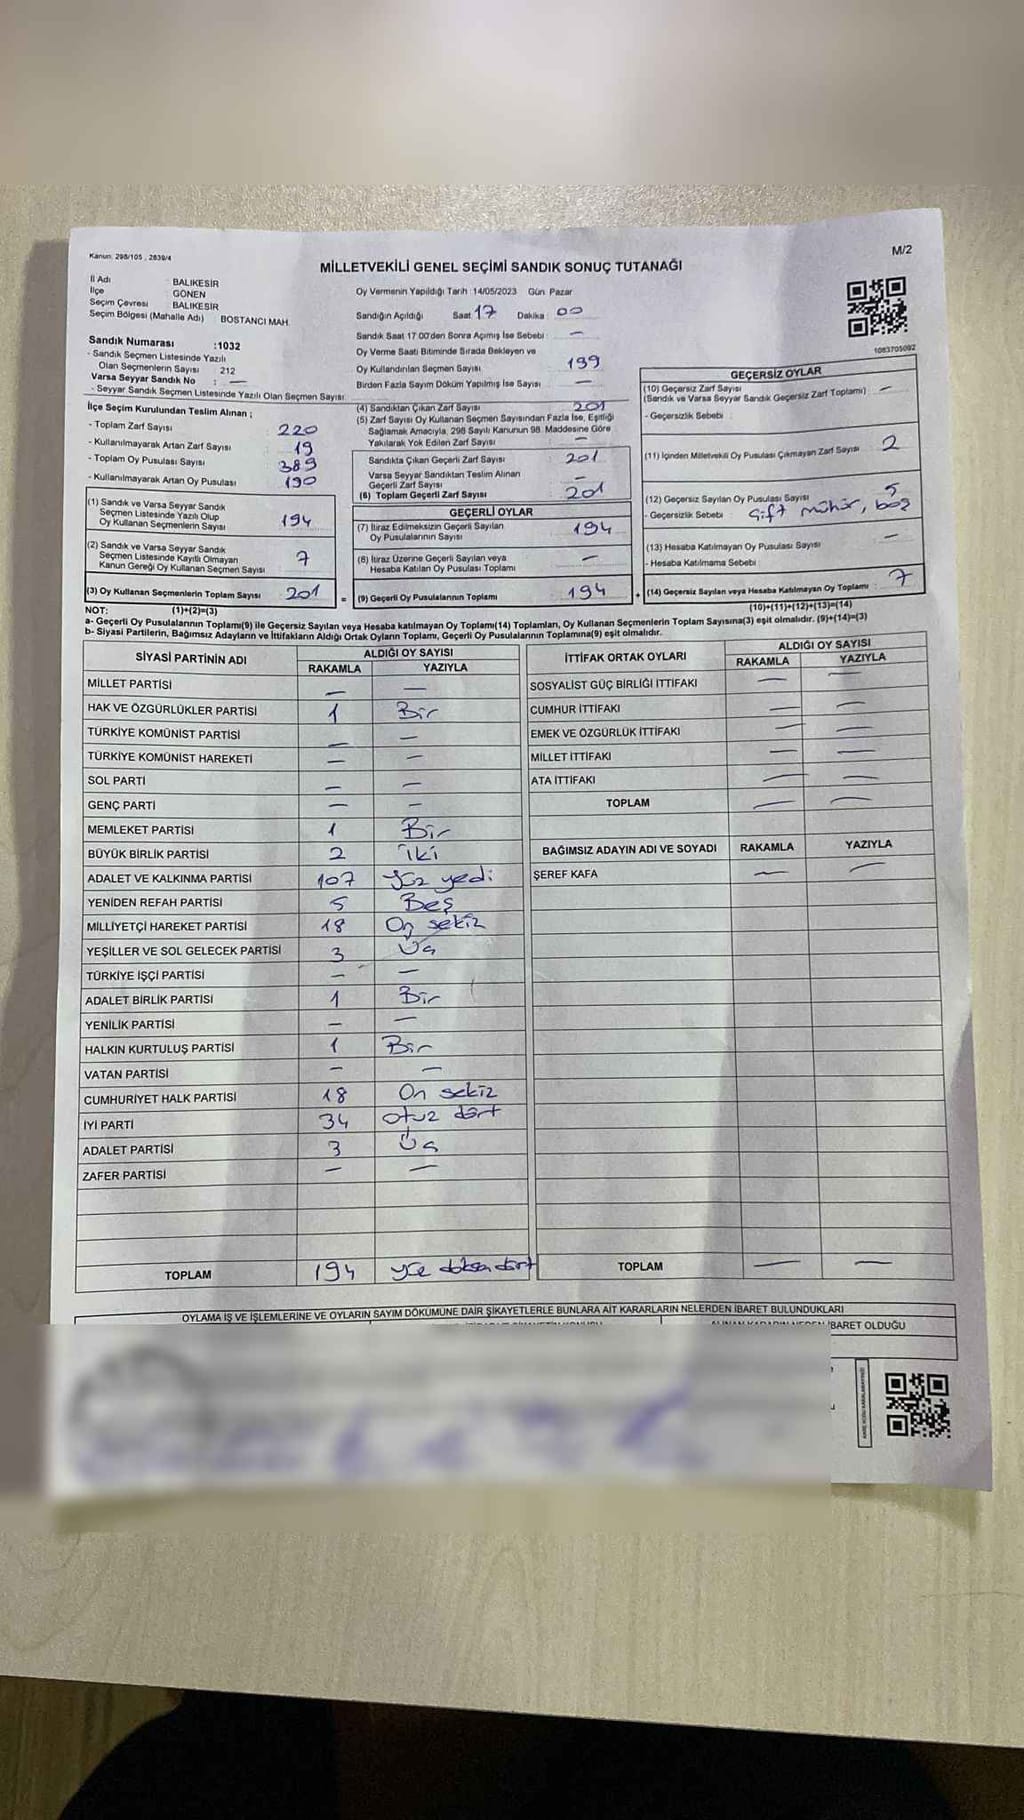 Kanun: 298/105 , 2839/4
M/2
MİLLETVEKİLİ GENEL SEÇİMİ SANDIK SONUÇ TUTANAĞI
İl Adı : BALIKESİR
İlçe GÖNEN
Seçim Çevresi BALIKESİR
Seçim Bölgesi (Mahalle Adı) : BOSTANCI MAH.
Sandık Numarası :1032
- Sandık Seçmen Listesinde Yazılı
Olan Seçmenlerin Sayısı : 212
Varsa Seyyar Sandık No : —
- Seyyar Sandık Seçmen Listesinde Yazılı Olan Seçmen Sayısı:
Oy Vermenin Yapıldığı Tarih :14/05/2023 Gün Pazar
Sandığın Açıldığı Saat 17 Dakika : 00
Sandık Saat 17:00'den Sonra Açılmış İse Sebebi : —
Oy Verme Saati Bitiminde Sırada Bekleyen ve
Oy Kullandırılan Seçmen Sayısı 199
Birden Fazla Sayım Döküm Yapılmış İse Sayısı —
1083705092
İlçe Seçim Kurulundan Teslim Alınan ;
- Toplam Zarf Sayısı : 220
- Kullanılmayarak Artan Zarf Sayısı : 19
- Toplam Oy Pusulası Sayısı : 389
- Kullanılmayarak Artan Oy Pusulası : 190
(1) Sandık ve Varsa Seyyar Sandık
Seçmen Listesinde Yazılı Olup
Oy Kullanan Seçmenlerin Sayısı : 194
(2) Sandık ve Varsa Seyyar Sandık
Seçmen Listesinde Kayıtlı Olmayan
Kanun Gereği Oy Kullanan Seçmen Sayısı 7
(3) Oy Kullanan Seçmenlerin Toplam Sayısı 201 =
(4) Sandıktan Çıkan Zarf Sayısı 201
(5) Zarf Sayısı Oy Kullanan Seçmen Sayısından Fazla İse, Eşitliği
Sağlamak Amacıyla, 298 Sayılı Kanunun 98. Maddesine Göre
Yakılarak Yok Edilen Zarf Sayısı : —
Sandıkta Çıkan Geçerli Zarf Sayısı : 201
Varsa Seyyar Sandıktan Teslim Alınan
Geçerli Zarf Sayısı : —
(6) Toplam Geçerli Zarf Sayısı : 201
GEÇERLİ OYLAR
(7) İtiraz Edilmeksizin Geçerli Sayılan
Oy Pusulalarının Sayısı : 194
(8) İtiraz Üzerine Geçerli Sayılan veya
Hesaba Katılan Oy Pusulası Toplamı : —
(9) Geçerli Oy Pusulalarının Toplamı : 194 +
GEÇERSİZ OYLAR
(10) Geçersiz Zarf Sayısı
(Sandık ve Varsa Seyyar Sandık Geçersiz Zarf Toplamı) : —
- Geçersizlik Sebebi :
(11) İçinden Milletvekili Oy Pusulası Çıkmayan Zarf Sayısı : 2
(12) Geçersiz Sayılan Oy Pusulası Sayısı : 5
- Geçersizlik Sebebi : Çift mühür, boş
(13) Hesaba Katılmayan Oy Pusulası Sayısı : —
- Hesaba Katılmama Sebebi :
(14) Geçersiz Sayılan veya Hesaba Katılmayan Oy Toplamı : 7
(10)+(11)+(12)+(13)=(14)
NOT: (1)+(2)=(3)
a- Geçerli Oy Pusulalarının Toplamı(9) ile Geçersiz Sayılan veya Hesaba katılmayan Oy Toplamı(14) Toplamları, Oy Kullanan Seçmenlerin Toplam Sayısına(3) eşit olmalıdır. (9)+(14)=(3)
b- Siyasi Partilerin, Bağımsız Adayların ve İttifakların Aldığı Ortak Oyların Toplamı, Geçerli Oy Pusulalarının Toplamına(9) eşit olmalıdır.
SİYASİ PARTİNİN ADI ALDIĞI OY SAYISI
RAKAMLA YAZIYLA
MİLLET PARTİSİ — —
HAK VE ÖZGÜRLÜKLER PARTİSİ 1 Bir
TÜRKİYE KOMÜNİST PARTİSİ — —
TÜRKİYE KOMÜNİST HAREKETİ — —
SOL PARTİ — —
GENÇ PARTİ — —
MEMLEKET PARTİSİ 1 Bir
BÜYÜK BİRLİK PARTİSİ 2 İki
ADALET VE KALKINMA PARTİSİ 107 Yüz yedi
YENİDEN REFAH PARTİSİ 5 Beş
MİLLİYETÇİ HAREKET PARTİSİ 18 On sekiz
YEŞİLLER VE SOL GELECEK PARTİSİ 3 Üç
TÜRKİYE İŞÇİ PARTİSİ — —
ADALET BİRLİK PARTİSİ 1 Bir
YENİLİK PARTİSİ — —
HALKIN KURTULUŞ PARTİSİ 1 Bir
VATAN PARTİSİ — —
CUMHURİYET HALK PARTİSİ 18 On sekiz
İYİ PARTİ 34 otuz dört
ADALET PARTİSİ 3 Üç
ZAFER PARTİSİ — —
TOPLAM 194 yüz doksan dört
İTTİFAK ORTAK OYLARI ALDIĞI OY SAYISI
RAKAMLA YAZIYLA
SOSYALİST GÜÇ BİRLİĞİ İTTİFAKI — —
CUMHUR İTTİFAKI — —
EMEK VE ÖZGÜRLÜK İTTİFAKI — —
MİLLET İTTİFAKI — —
ATA İTTİFAKI — —
TOPLAM — —
BAĞIMSIZ ADAYIN ADI VE SOYADI RAKAMLA YAZIYLA
ŞEREF KAFA — —
TOPLAM — —
OYLAMA İŞ VE İŞLEMLERİNE VE OYLARIN SAYIM DÖKÜMÜNE DAİR ŞİKAYETLERLE BUNLARA AİT KARARLARIN NELERDEN İBARET BULUNDUKLARI
İBARET OLDUĞU